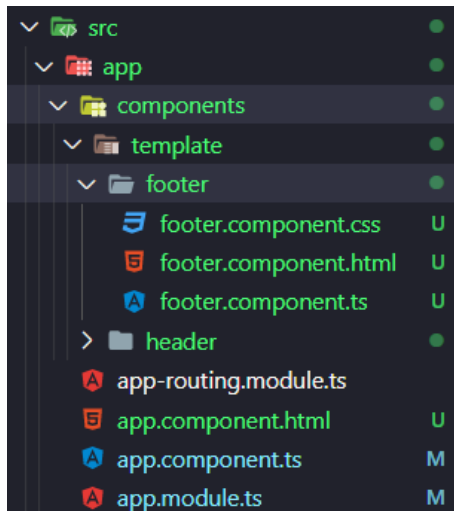 src
app
components
template
footer
footer.component.css U
footer.component.html U
footer.component.ts U
header
app-routing.module.ts
app.component.html U
app.component.ts M
app.module.ts M